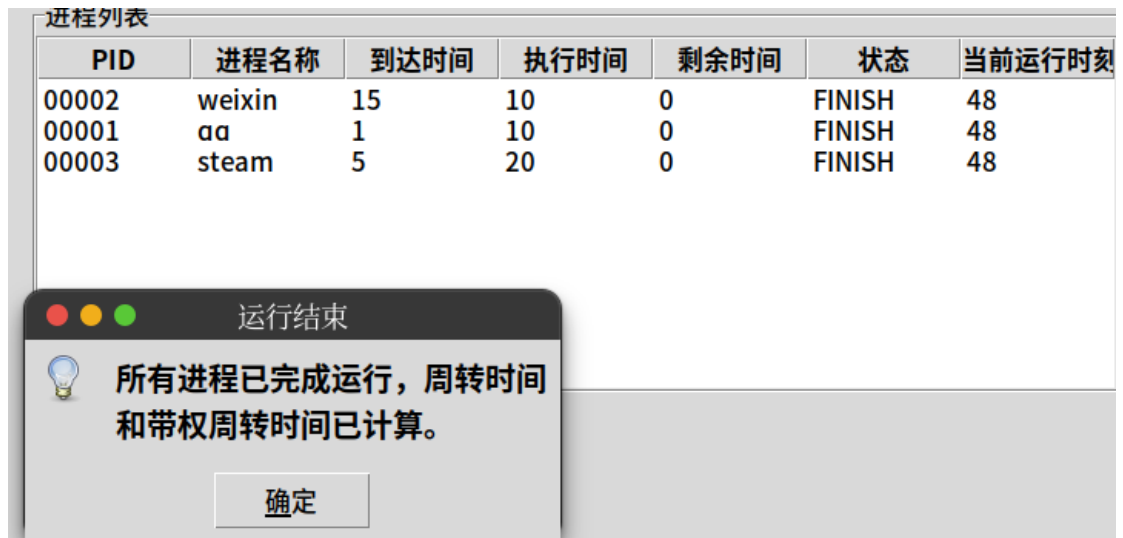 进程列表
PID 进程名称 到达时间 执行时间 剩余时间 状态 当前运行时刻
00002 weixin 15 10 0 FINISH 48
00001 aa 1 10 0 FINISH 48
00003 steam 5 20 0 FINISH 48
运行结束
所有进程已完成运行，周转时间
和带权周转时间已计算。
确定